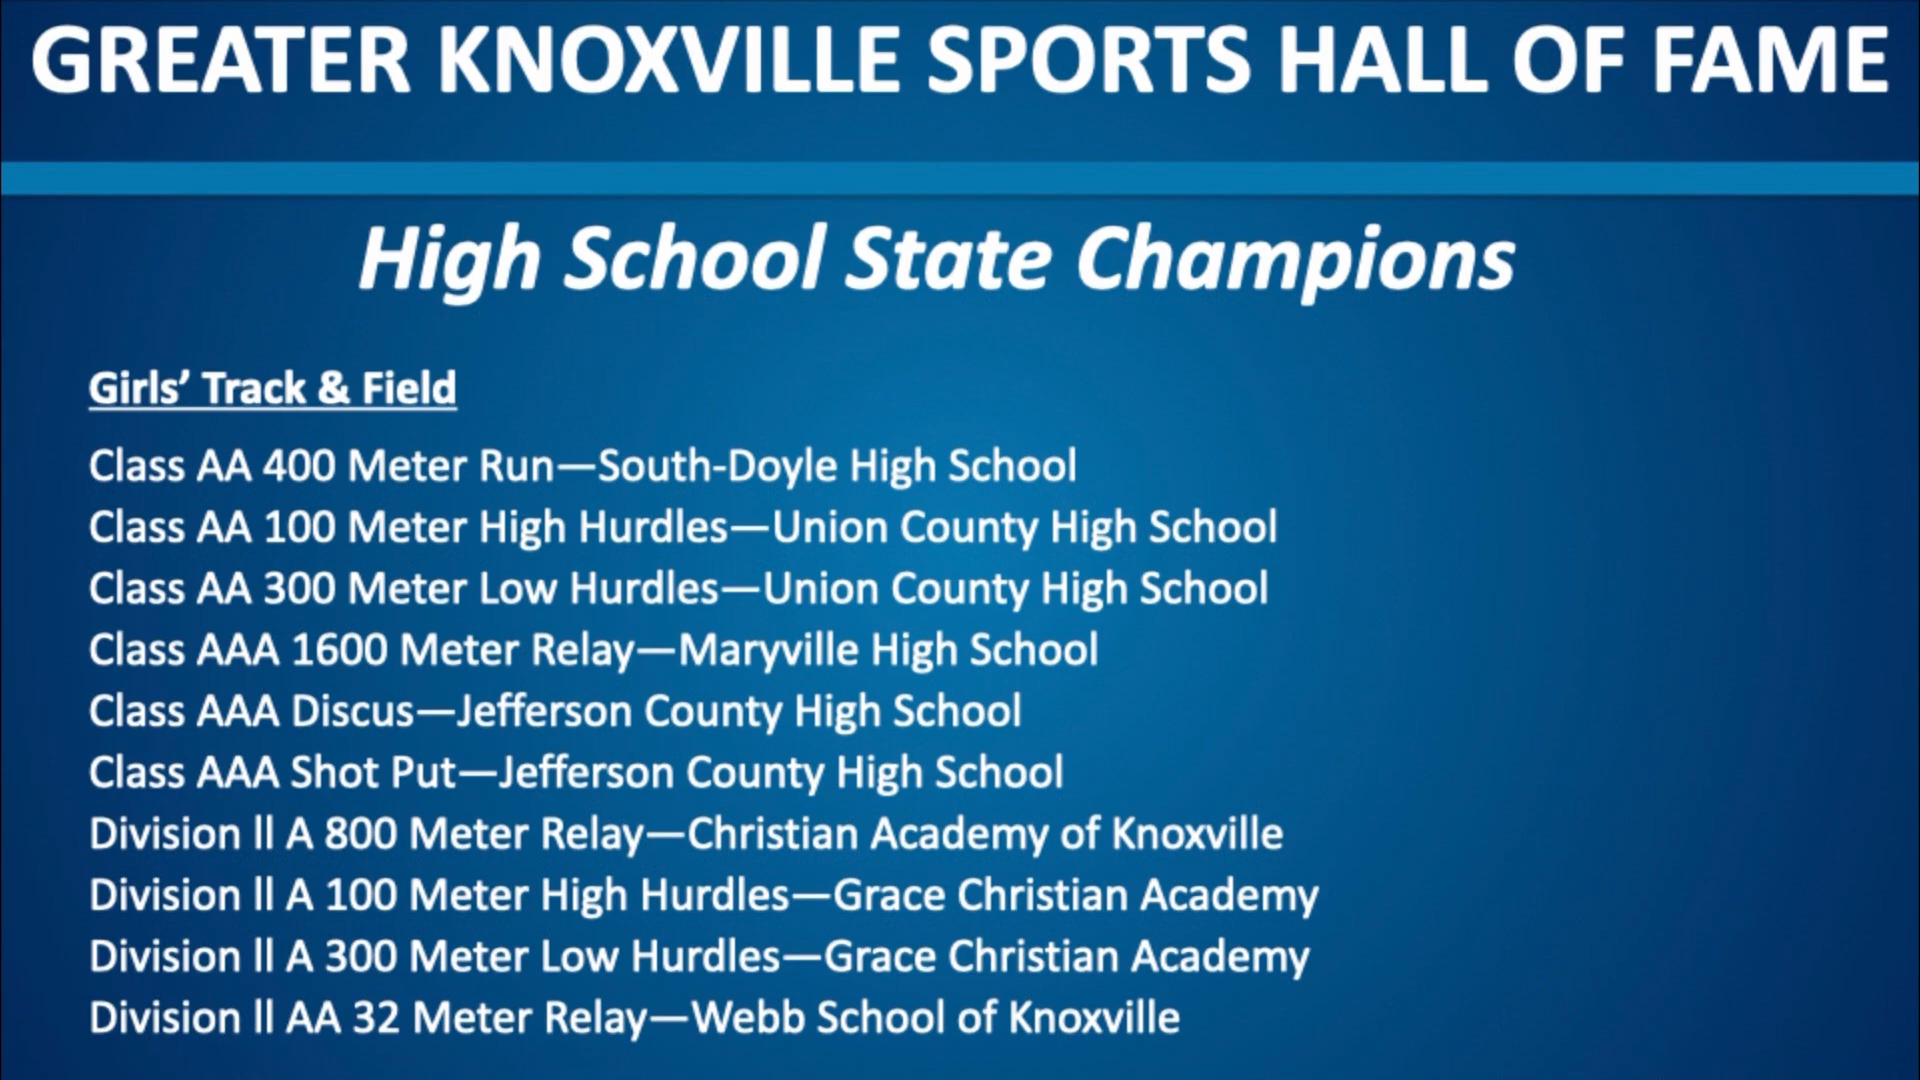 GREATER KNOXVILLE SPORTS HALL OF FAME
High School State Champions
Girls’ Track & Field
Class AA 400 Meter Run—South-Doyle High School
Class AA 100 Meter High Hurdles—Union County High School
Class AA 300 Meter Low Hurdles—Union County High School
Class AAA 1600 Meter Relay—Maryville High School
Class AAA Discus—Jefferson County High School
Class AAA Shot Put—Jefferson County High School
Division ll A 800 Meter Relay—Christian Academy of Knoxville
Division ll A 100 Meter High Hurdles—Grace Christian Academy
Division ll A 300 Meter Low Hurdles—Grace Christian Academy
Division ll AA 32 Meter Relay—Webb School of Knoxville